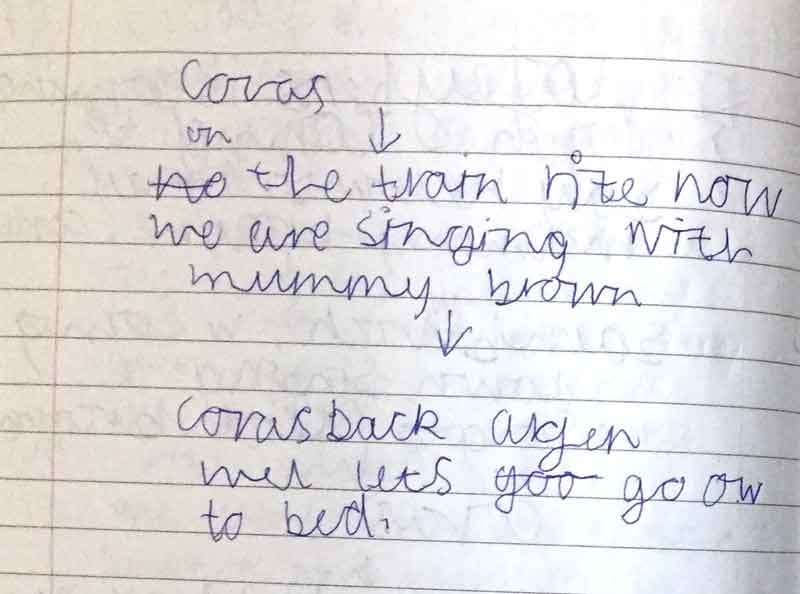 Coras
on
no the train rite now
we are singing with
mummy brown
Coras back agen
wel lets goo go ow
to bed.